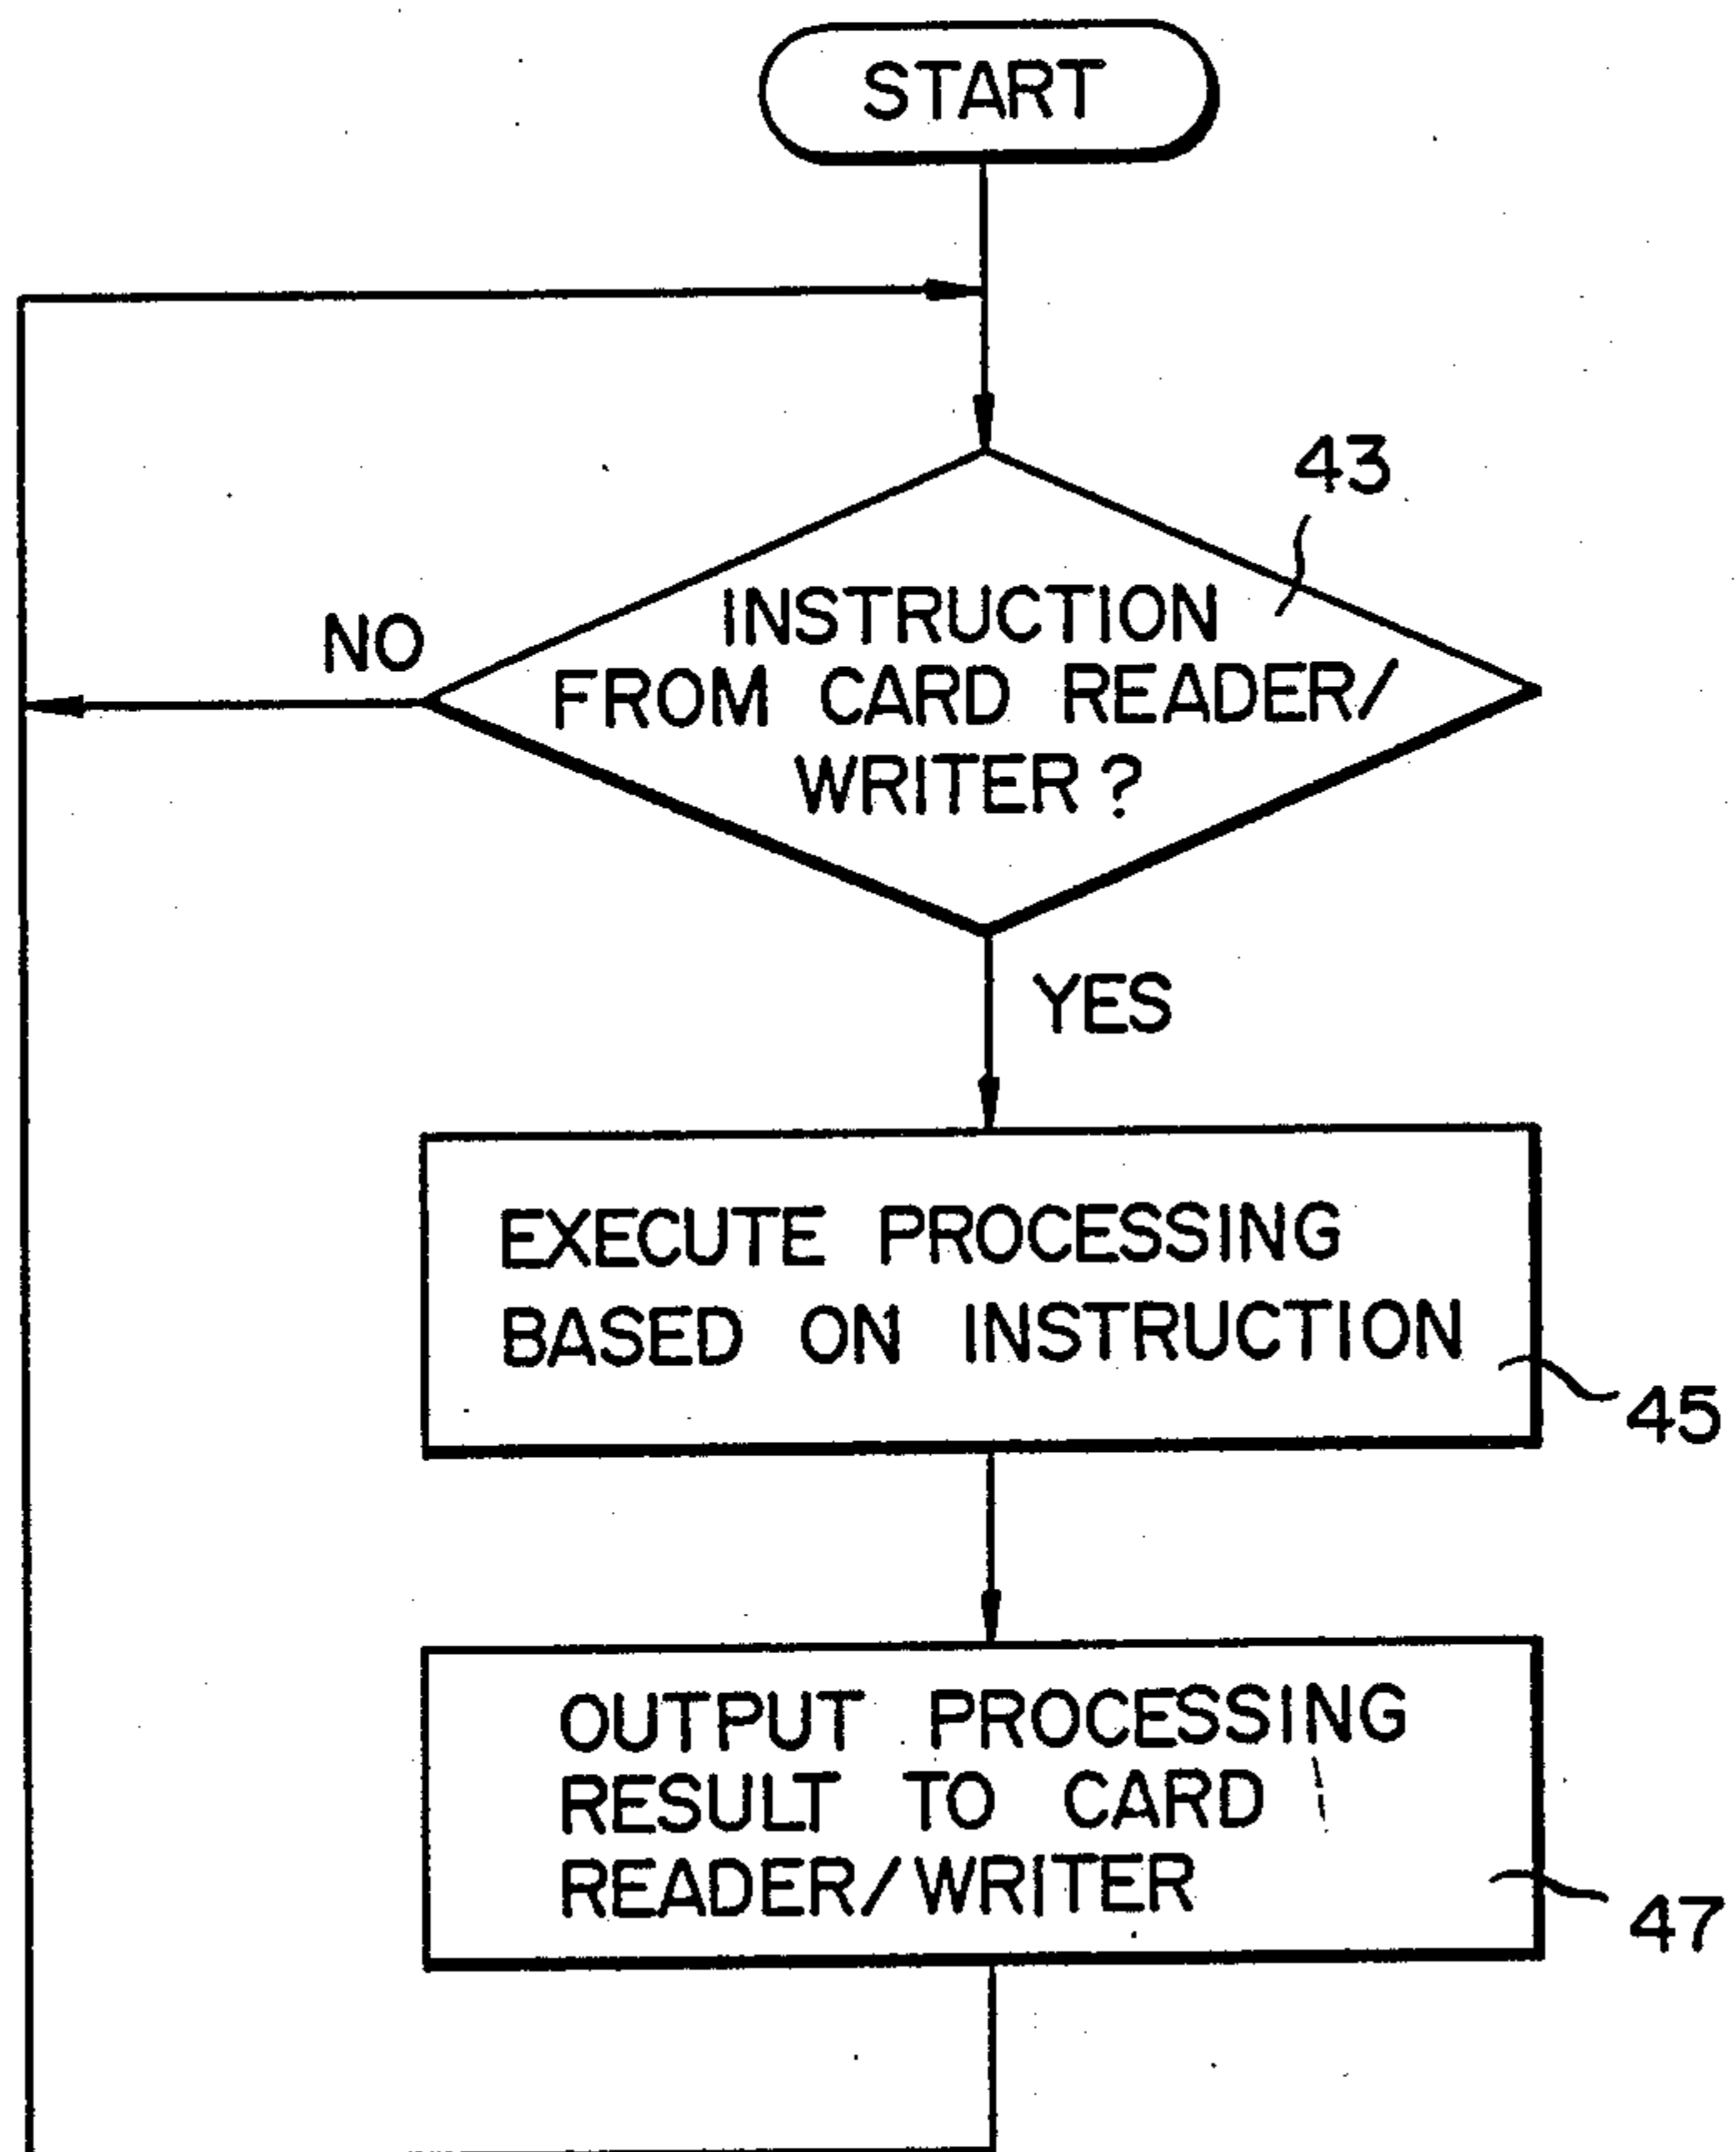 START
43
INSTRUCTION
FROM CARD READER/
WRITER?
NO
YES
EXECUTE PROCESSING
BASED ON INSTRUCTION
45
OUTPUT PROCESSING
RESULT TO CARD
READER/WRITER
47